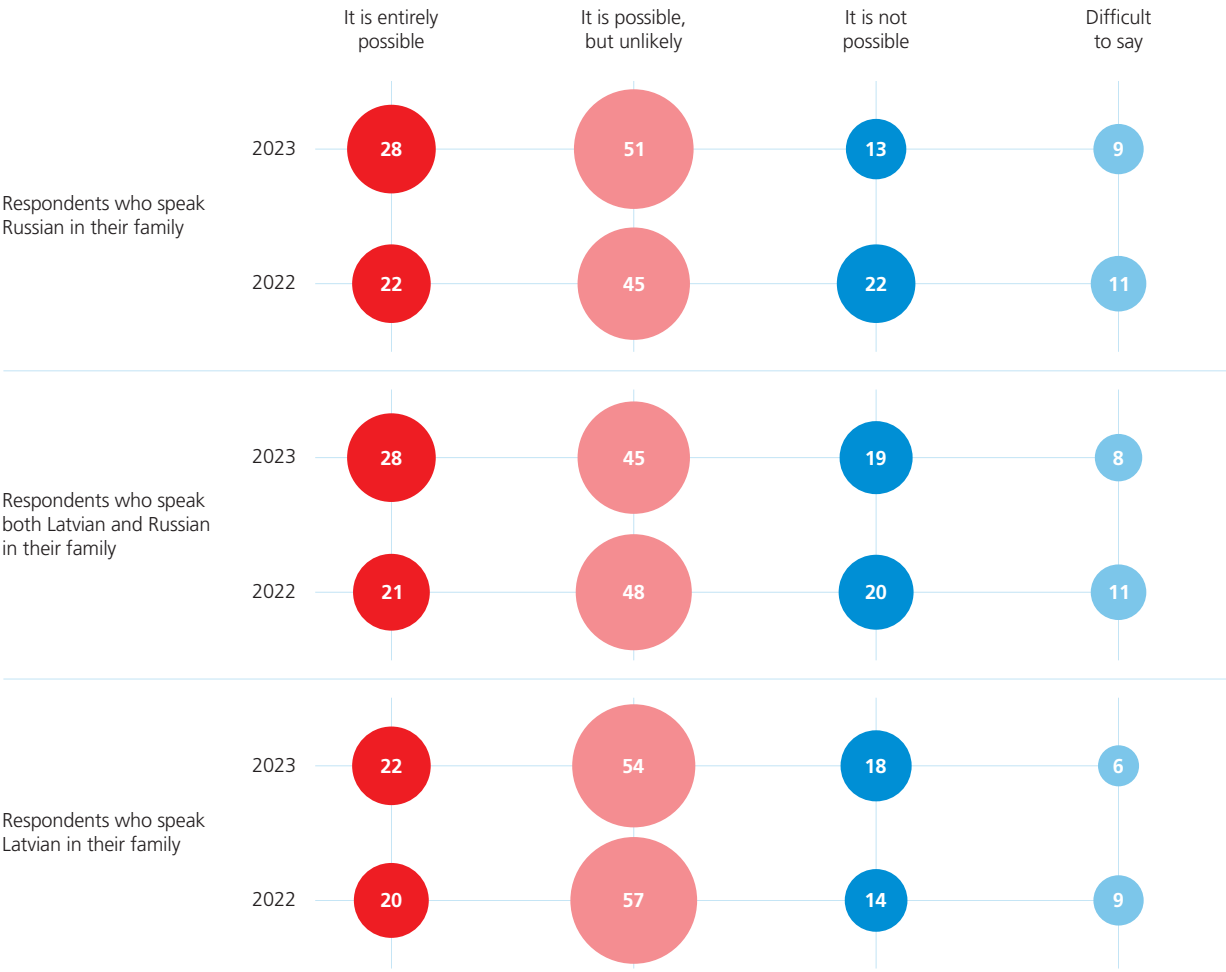 It is entirely
possible
It is possible,
but unlikely
It is not
possible
Difficult
to say
Respondents who speak
Russian in their family
2023
28
51
13
9
2022
22
45
22
11
Respondents who speak
both Latvian and Russian
in their family
2023
28
45
19
8
2022
21
48
20
11
Respondents who speak
Latvian in their family
2023
22
54
18
6
2022
20
57
14
9